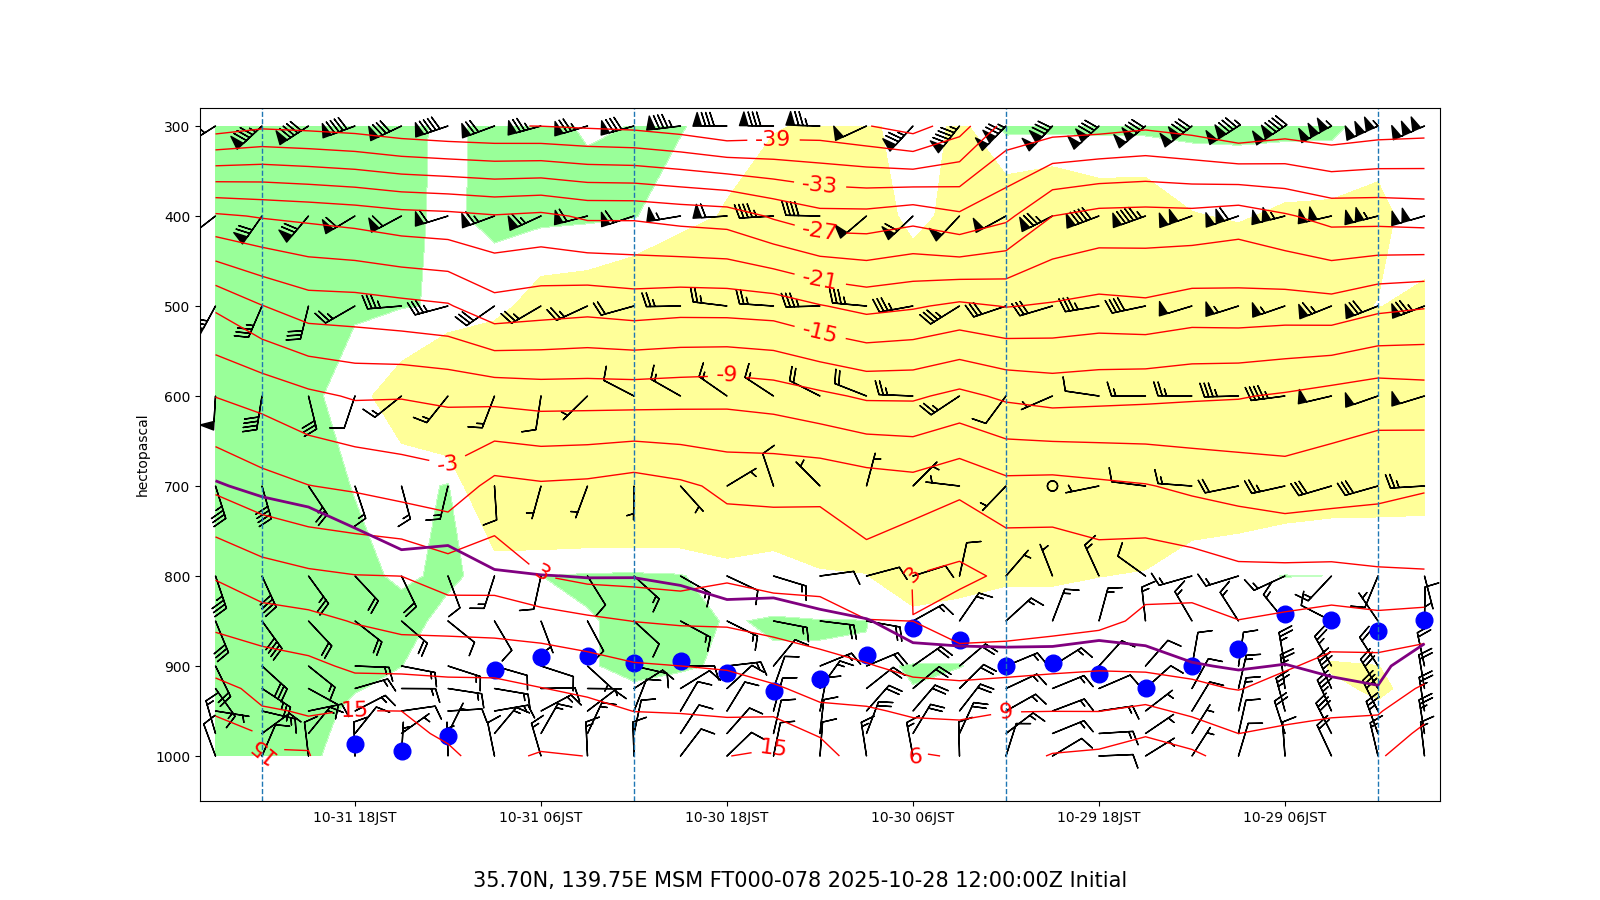 300
400
500
600
700
800
900
1000
hectopascal
-39
-33
-27
-21
-15
-9
-3
3
3
15
9
15
15
9
10-31 18JST
10-31 06JST
10-30 18JST
10-30 06JST
10-29 18JST
10-29 06JST
35.70N, 139.75E MSM FT000-078 2025-10-28 12:00:00Z Initial